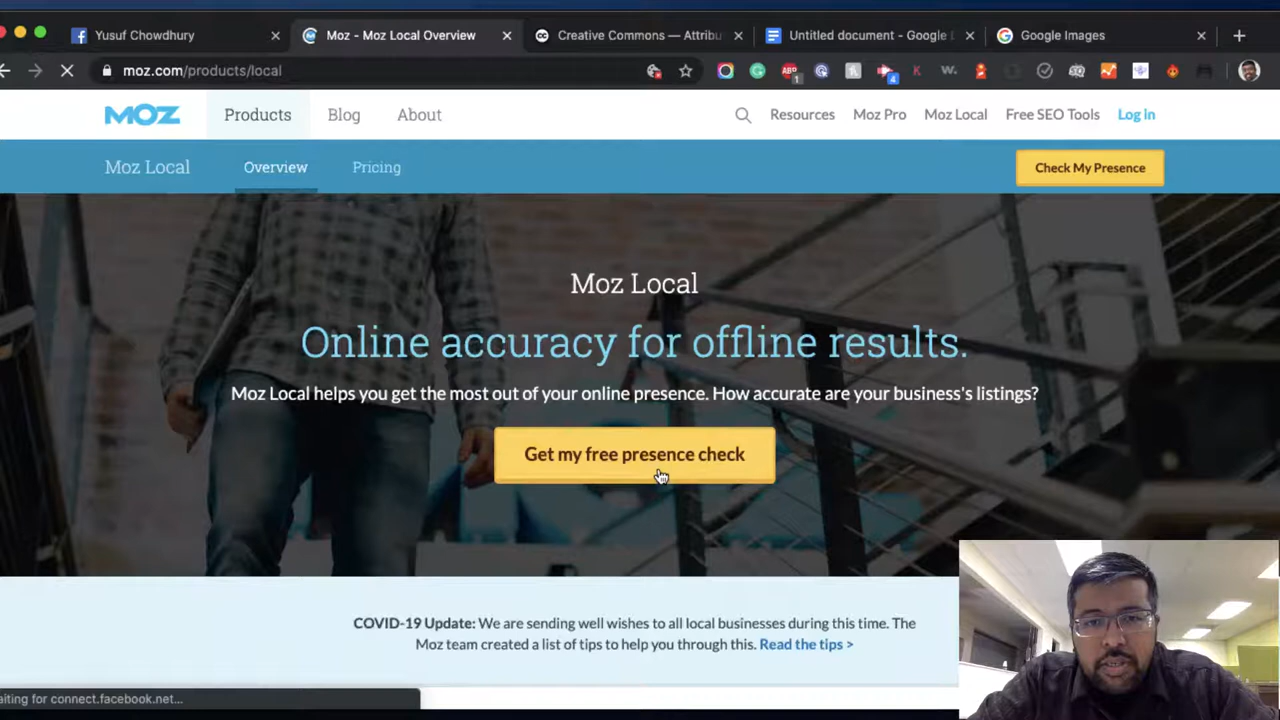 Yusuf Chowdhury
Moz - Moz Local Overview
Creative Commons — Attribu
Untitled document - Google
Google Images
moz.com/products/local
ABP
1
4
K
W.
MOZ
Products
Blog
About
Resources
Moz Pro
Moz Local
Free SEO Tools
Log in
Moz Local
Overview
Pricing
Check My Presence
Moz Local
Online accuracy for offline results.
Moz Local helps you get the most out of your online presence. How accurate are your business's listings?
Get my free presence check
COVID-19 Update: We are sending well wishes to all local businesses during this time. The
Moz team created a list of tips to help you through this. Read the tips >
aiting for connect.facebook.net...